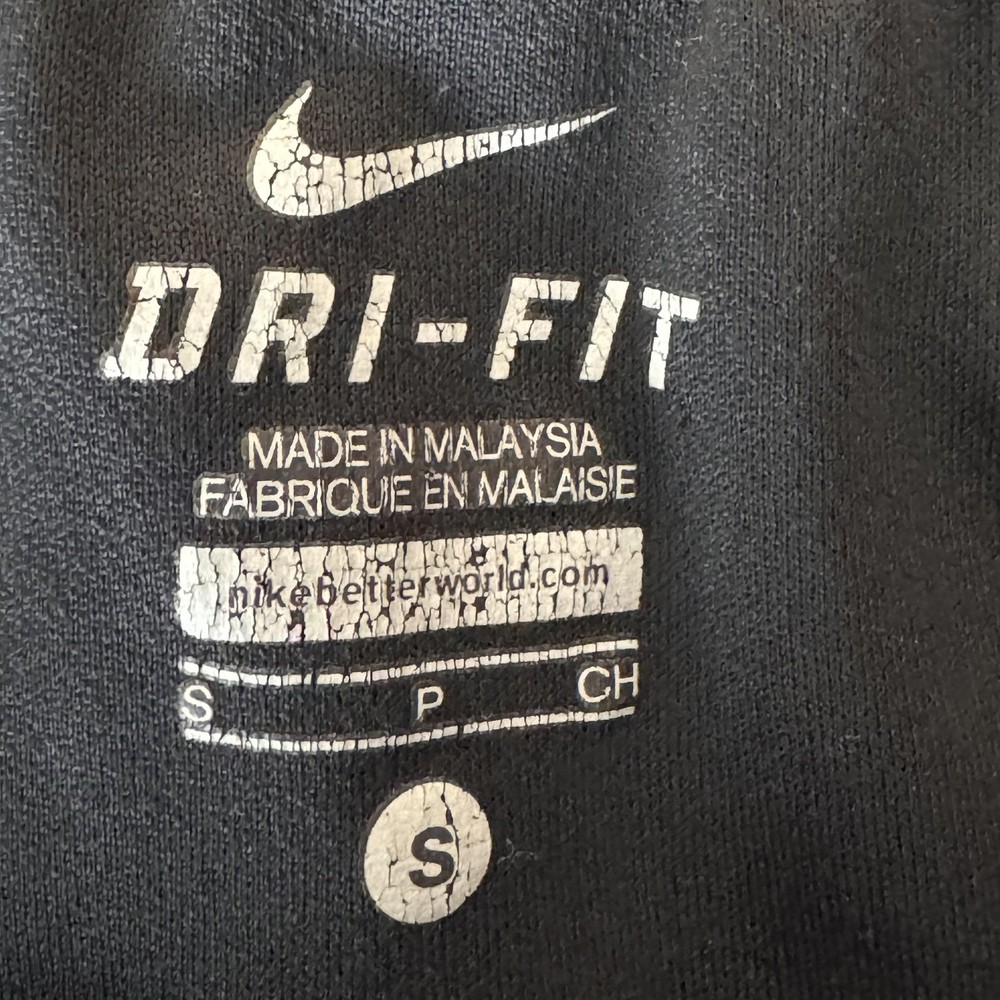 DRI-FIT
MADE IN MALAYSIA
FABRIQUE EN MALAISIE
nikebetterworld.com
S P CH
S